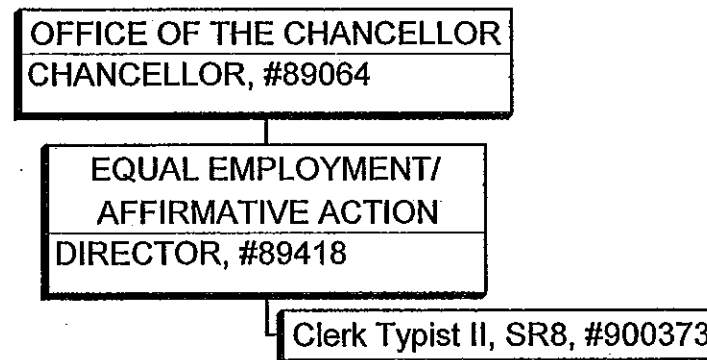 OFFICE OF THE CHANCELLOR
CHANCELLOR, #89064
EQUAL EMPLOYMENT/
AFFIRMATIVE ACTION
DIRECTOR, #89418
Clerk Typist II, SR8, #900373